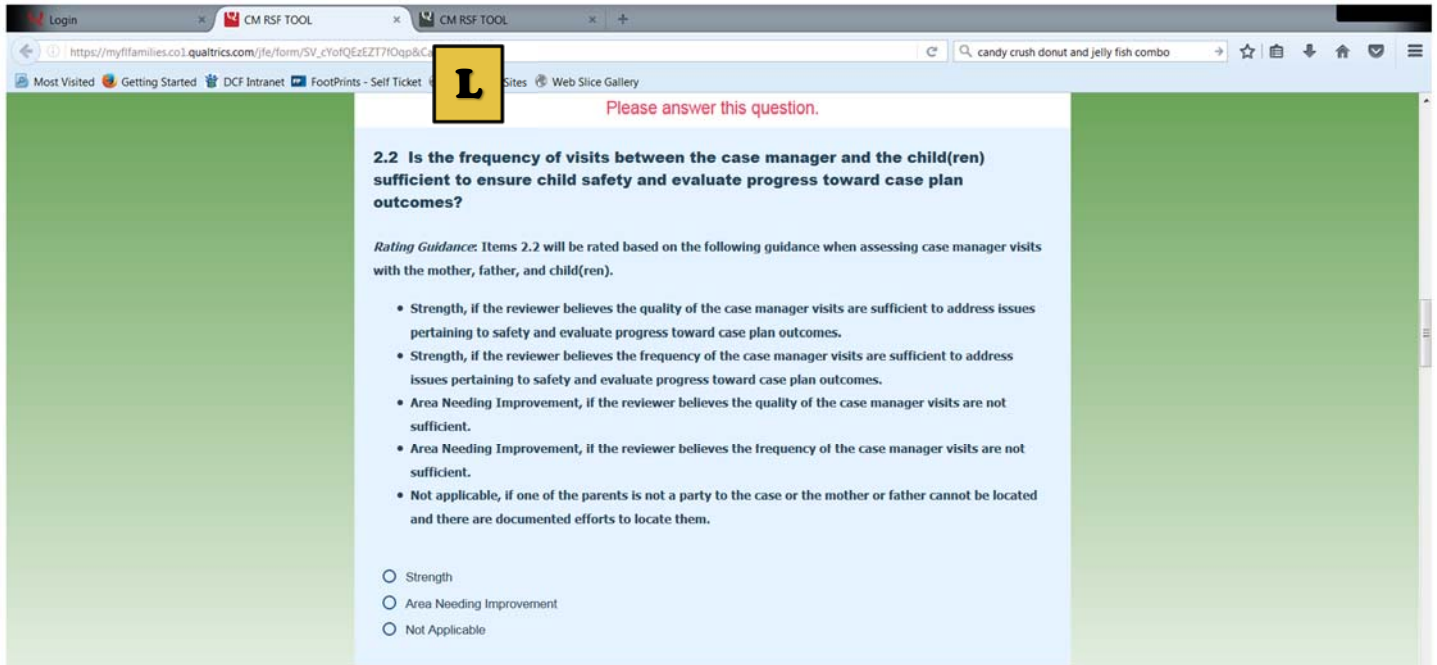 Login × CM RSF TOOL × CM RSF TOOL × +
https://myflfamilies.co1.qualtrics.com/jfe/form/SV_cYofQEzEZT7fOqp&Ca candy crush donut and jelly fish combo
Most Visited Getting Started DCF Intranet FootPrints - Self Ticket Sites Web Slice Gallery
L
Please answer this question.
2.2 Is the frequency of visits between the case manager and the child(ren)
sufficient to ensure child safety and evaluate progress toward case plan
outcomes?
Rating Guidance: Items 2.2 will be rated based on the following guidance when assessing case manager visits
with the mother, father, and child(ren).
• Strength, if the reviewer believes the quality of the case manager visits are sufficient to address issues
pertaining to safety and evaluate progress toward case plan outcomes.
• Strength, if the reviewer believes the frequency of the case manager visits are sufficient to address
issues pertaining to safety and evaluate progress toward case plan outcomes.
• Area Needing Improvement, if the reviewer believes the quality of the case manager visits are not
sufficient.
• Area Needing Improvement, if the reviewer believes the frequency of the case manager visits are not
sufficient.
• Not applicable, if one of the parents is not a party to the case or the mother or father cannot be located
and there are documented efforts to locate them.
Strength
Area Needing Improvement
Not Applicable